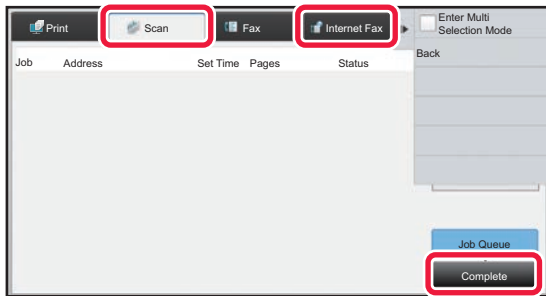 Print Scan Fax Internet Fax
Enter Multi
Selection Mode
Back
Job Address Set Time Pages Status
Job Queue
Complete